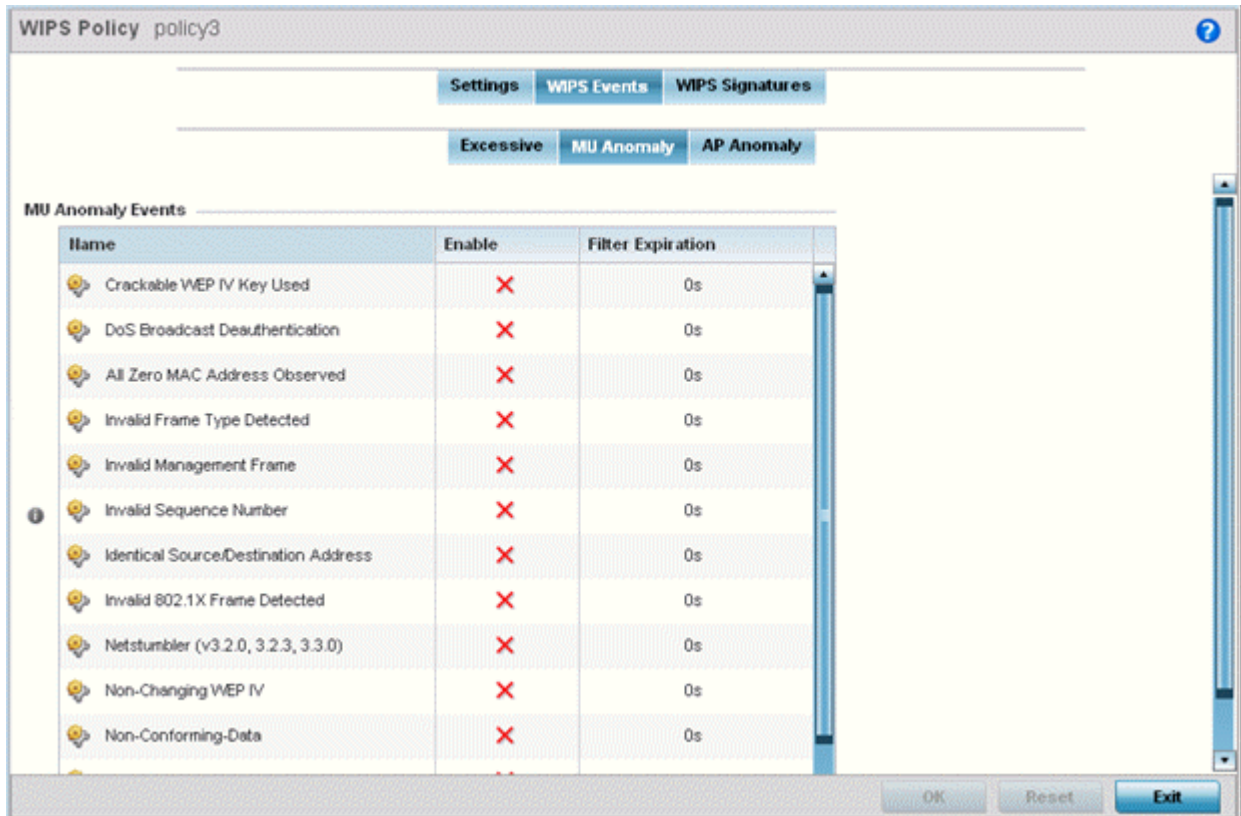 WIPS Policy policy3
Settings WIPS Events WIPS Signatures
Excessive MU Anomaly AP Anomaly
MU Anomaly Events
Name Enable Filter Expiration
Crackable WEP IV Key Used 0s
DoS Broadcast Deauthentication 0s
All Zero MAC Address Observed 0s
Invalid Frame Type Detected 0s
Invalid Management Frame 0s
Invalid Sequence Number 0s
Identical Source/Destination Address 0s
Invalid 802.1X Frame Detected 0s
Netstumbler (v3.2.0, 3.2.3, 3.3.0) 0s
Non-Changing WEP IV 0s
Non-Conforming-Data 0s
OK Reset Exit